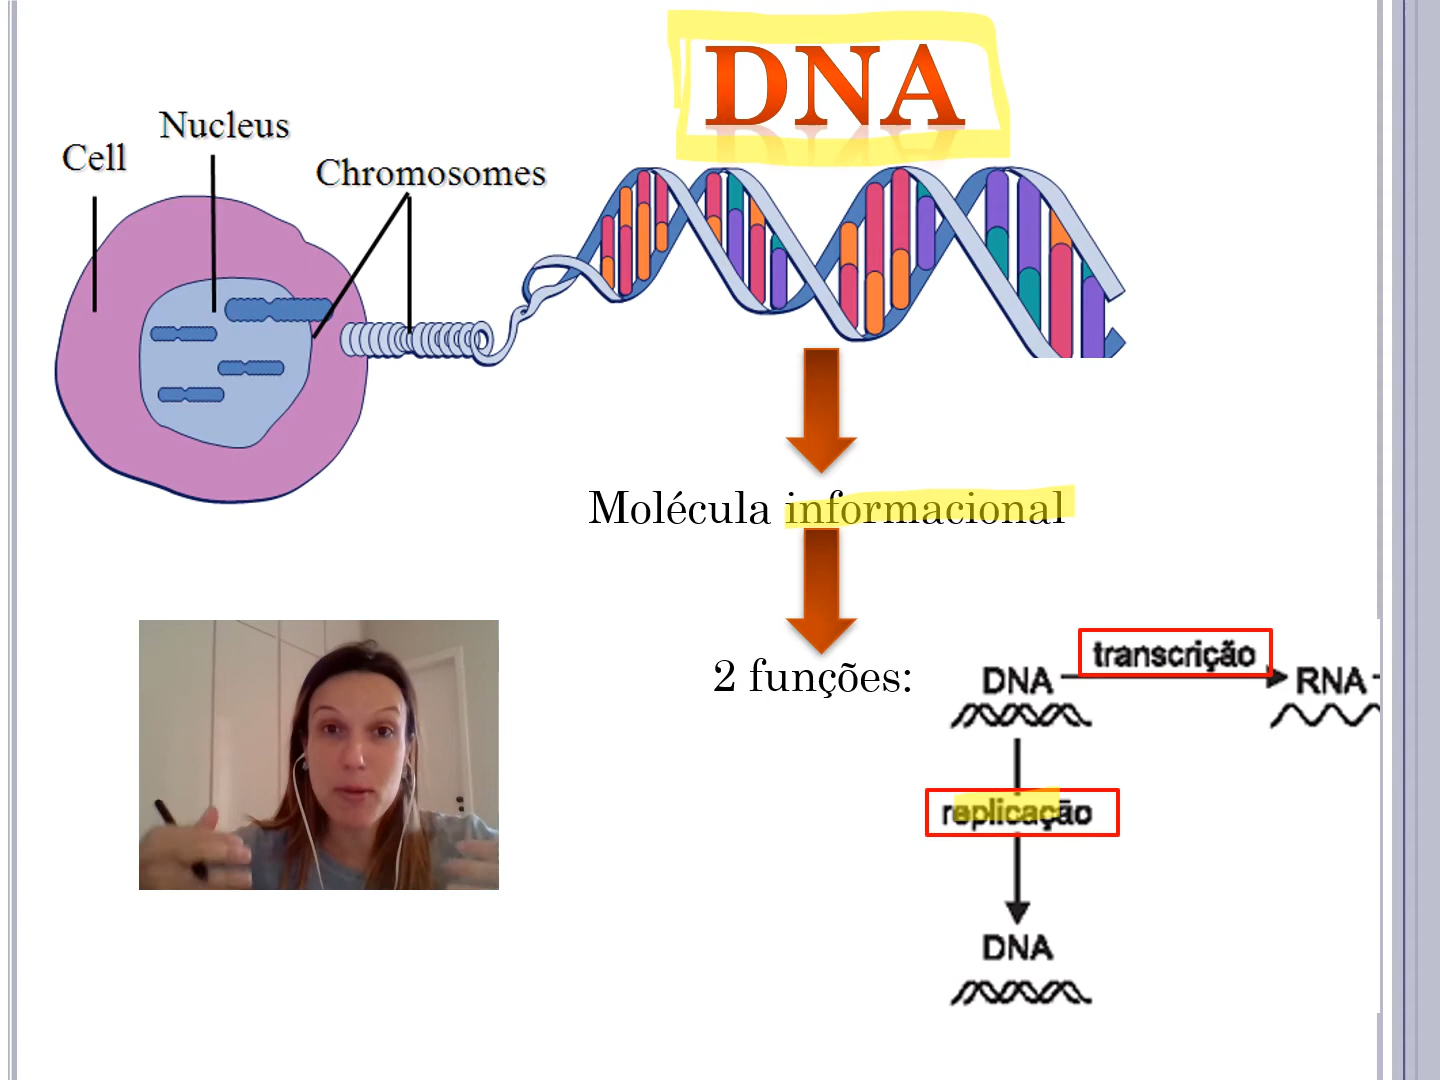 DNA
Nucleus
Cell
Chromosomes
Molécula informacional
2 funções:
transcrição
DNA
RNA
replicação
DNA